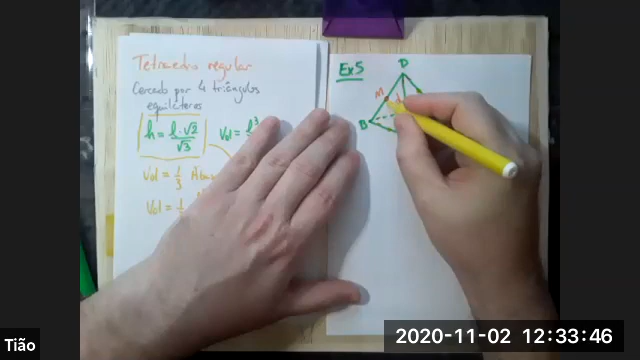 Tetraedro regular
Cercado por 4 triângulos
equiláteros
h = l·√2/√3
Vol = l³
Vol = 1/3
Vol = 1/
Ex5
D
M
B
Tião
2020-11-02 12:33:46